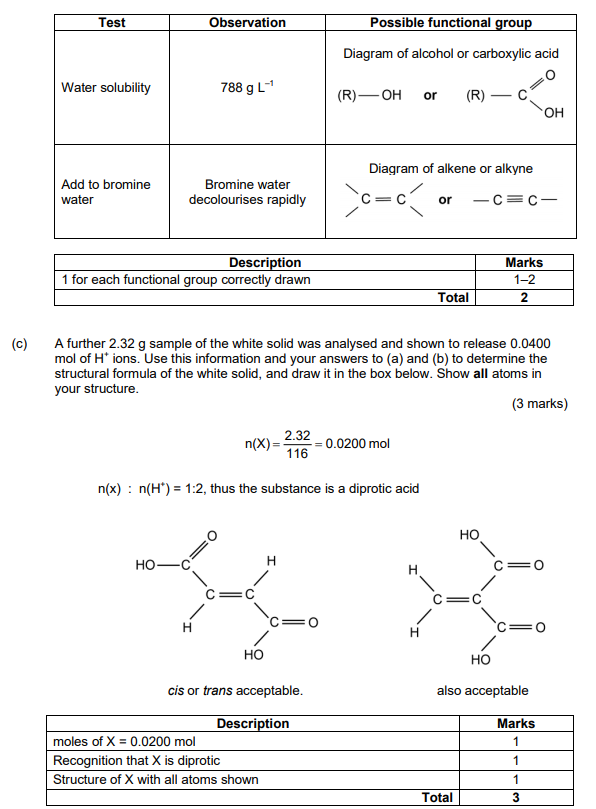 Test Observation Possible functional group
Water solubility
788 g L⁻¹
Diagram of alcohol or carboxylic acid
(R) — OH or (R) — C
O
OH
Add to bromine
water
Bromine water
decolourises rapidly
Diagram of alkene or alkyne
C = C or — C ≡ C —
Description Marks
1 for each functional group correctly drawn 1–2
Total 2
(c) A further 2.32 g sample of the white solid was analysed and shown to release 0.0400
mol of H⁺ ions. Use this information and your answers to (a) and (b) to determine the
structural formula of the white solid, and draw it in the box below. Show all atoms in
your structure.
(3 marks)
n(X) = 2.32/116 = 0.0200 mol
n(x) : n(H⁺) = 1:2, thus the substance is a diprotic acid
O
HO—C
H
C=C
H
C=O
HO
HO
H
C=O
C=C
H
C=O
HO
cis or trans acceptable. also acceptable
Description Marks
moles of X = 0.0200 mol 1
Recognition that X is diprotic 1
Structure of X with all atoms shown 1
Total 3